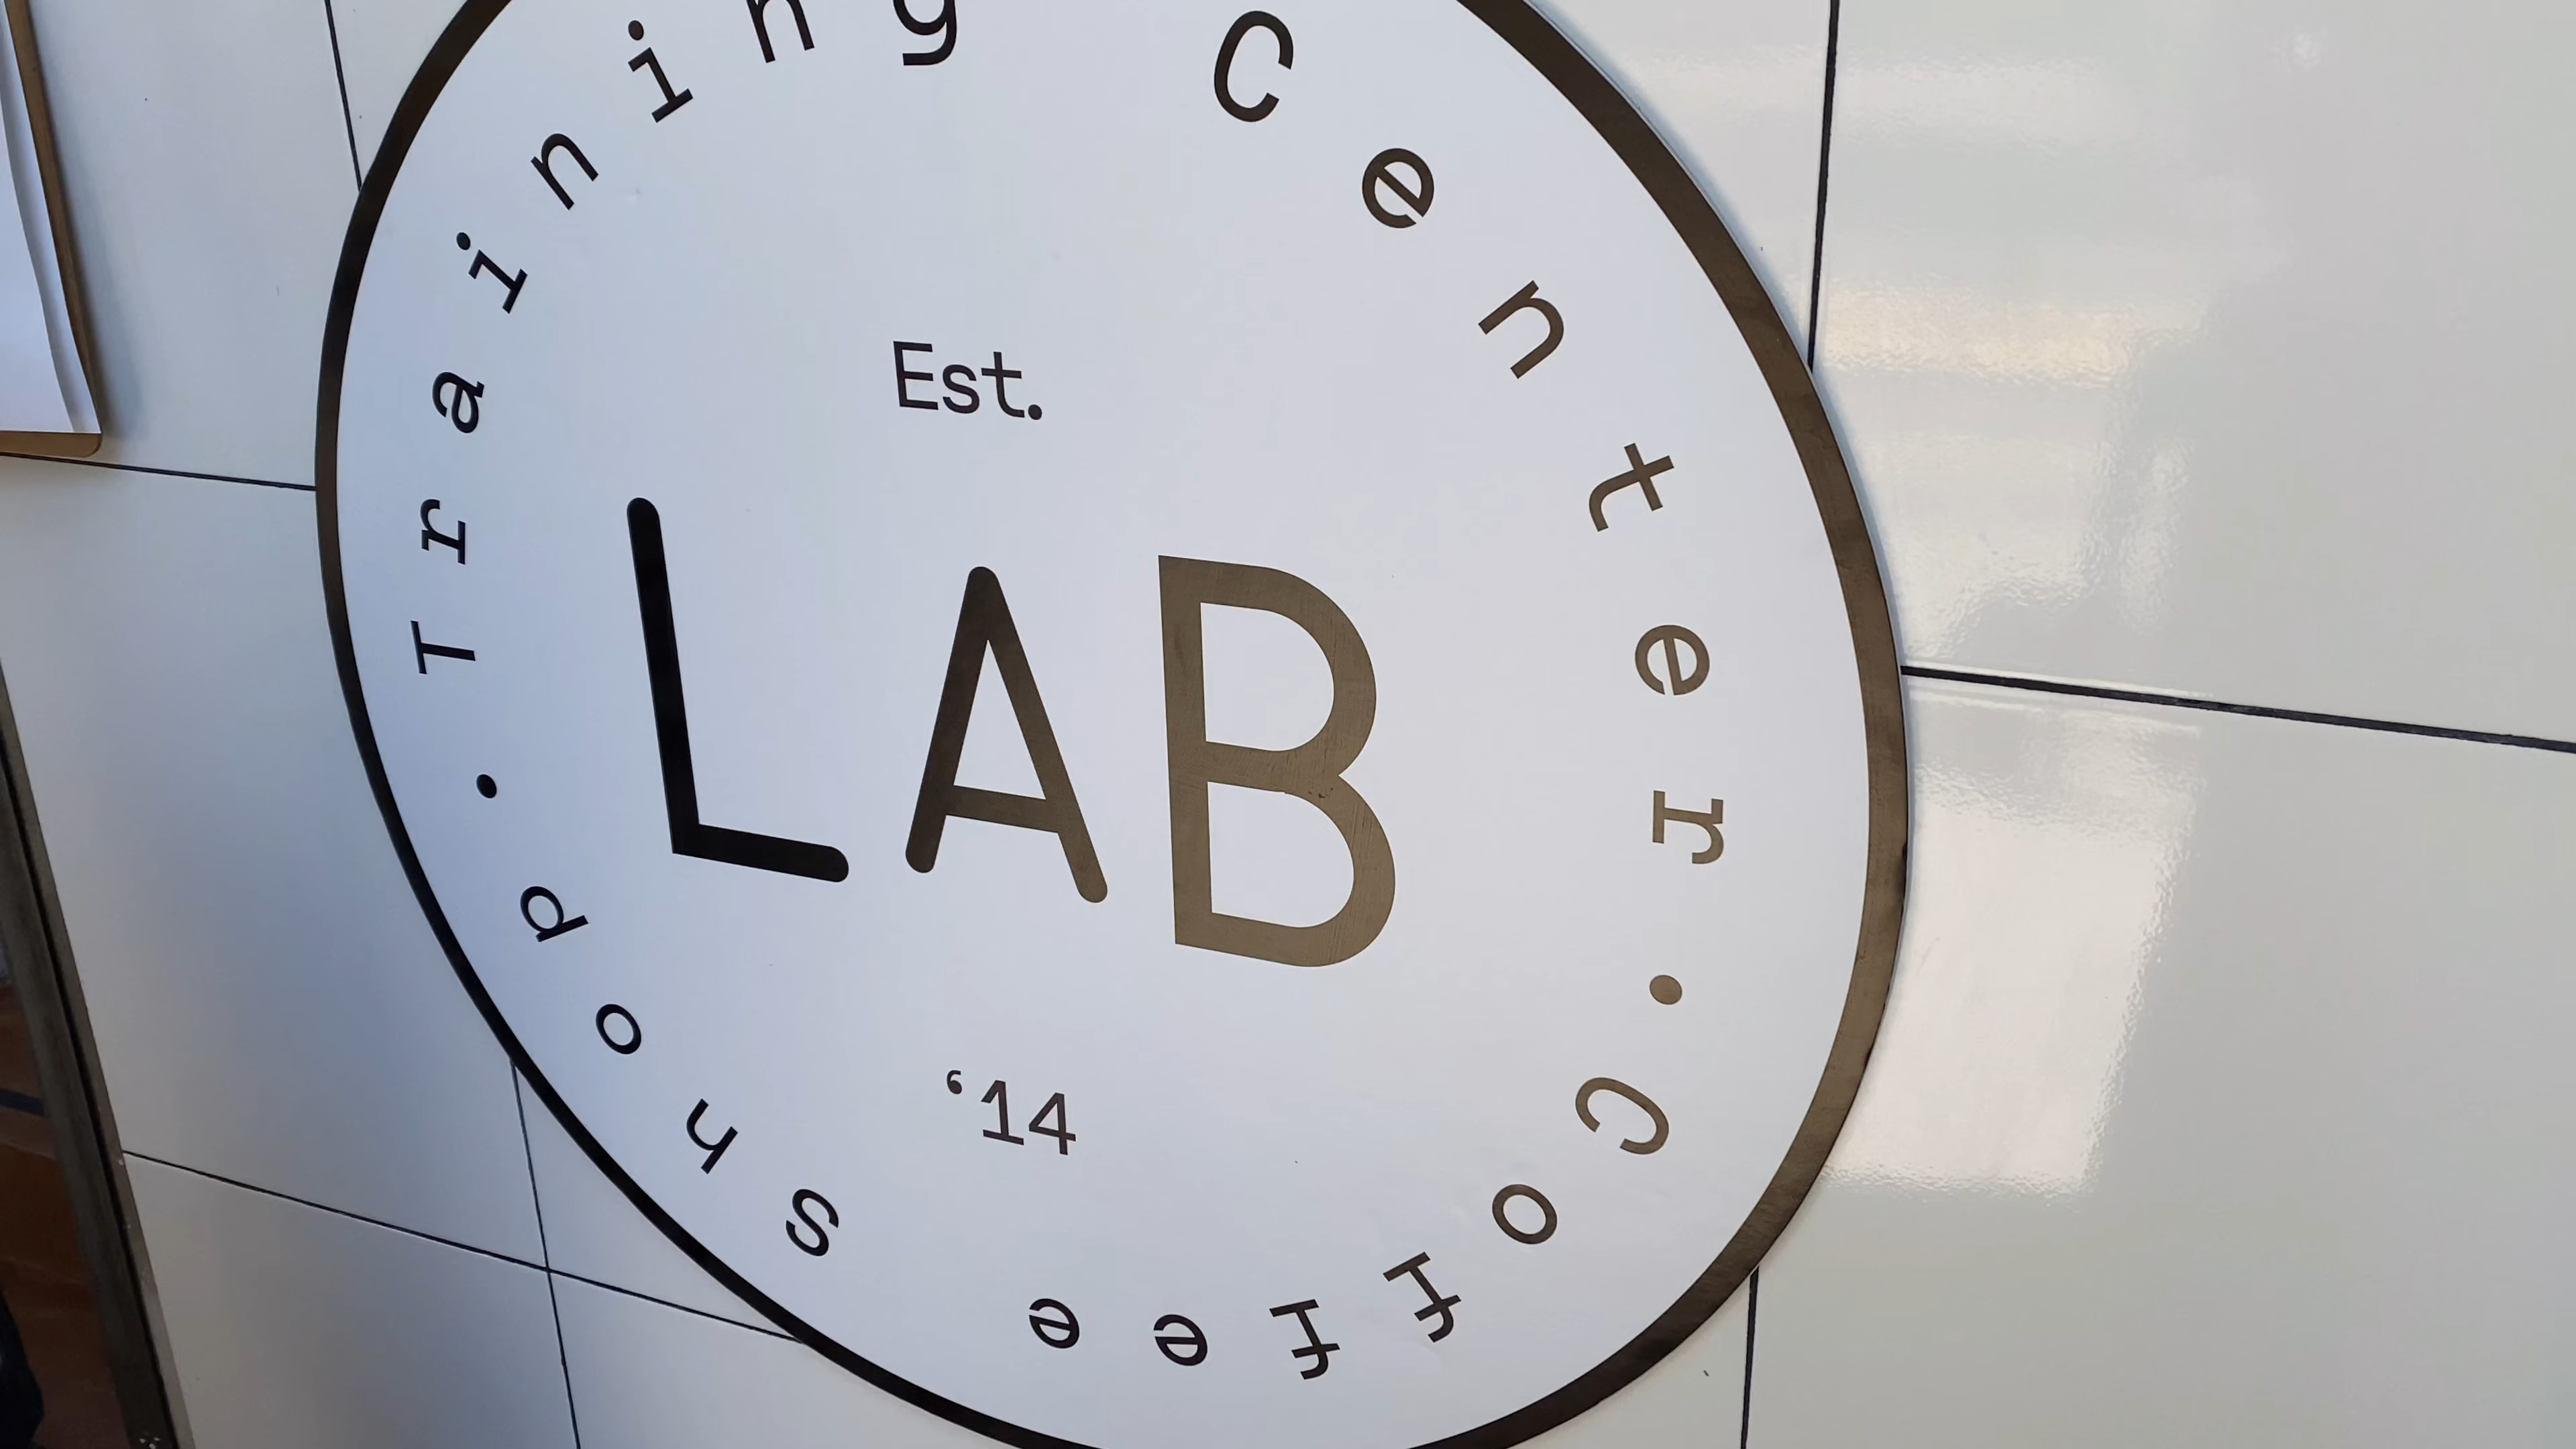 Training Center • Coffee Shop •
Est.
LAB
‘14